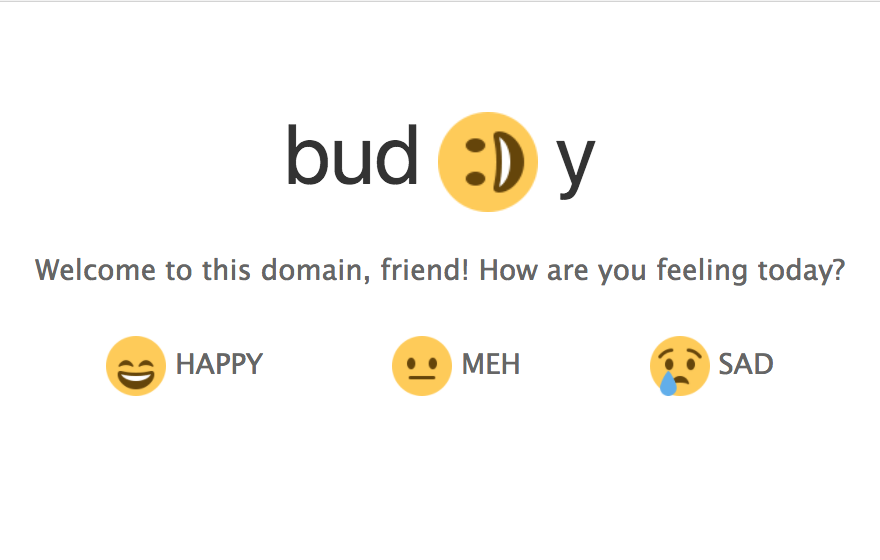 bud :D y
Welcome to this domain, friend! How are you feeling today?
HAPPY MEH SAD